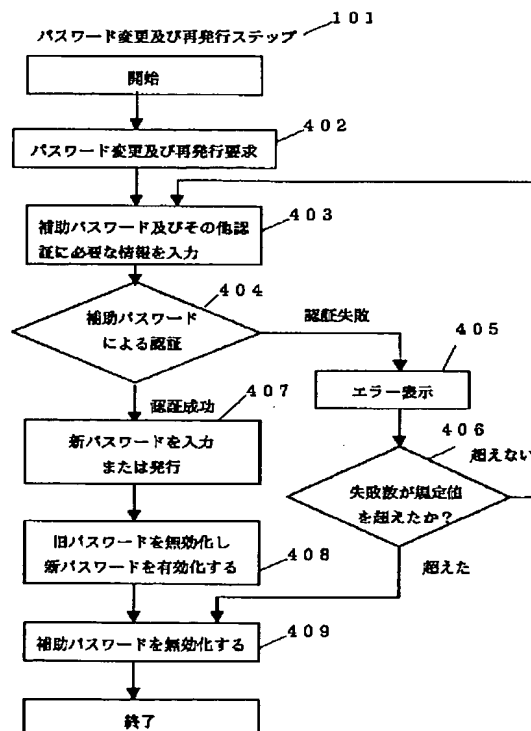 101
パスワード変更及び再発行ステップ
開始
402
パスワード変更及び再発行要求
403
補助パスワード及びその他認
証に必要な情報を入力
404
補助パスワード
による認証
認証失敗
405
エラー表示
認証成功
407
新パスワードを入力
または発行
406
超えない
失敗数が規定値
を超えたか?
旧パスワードを無効化し
新パスワードを有効化する
408
超えた
補助パスワードを無効化する
409
終了